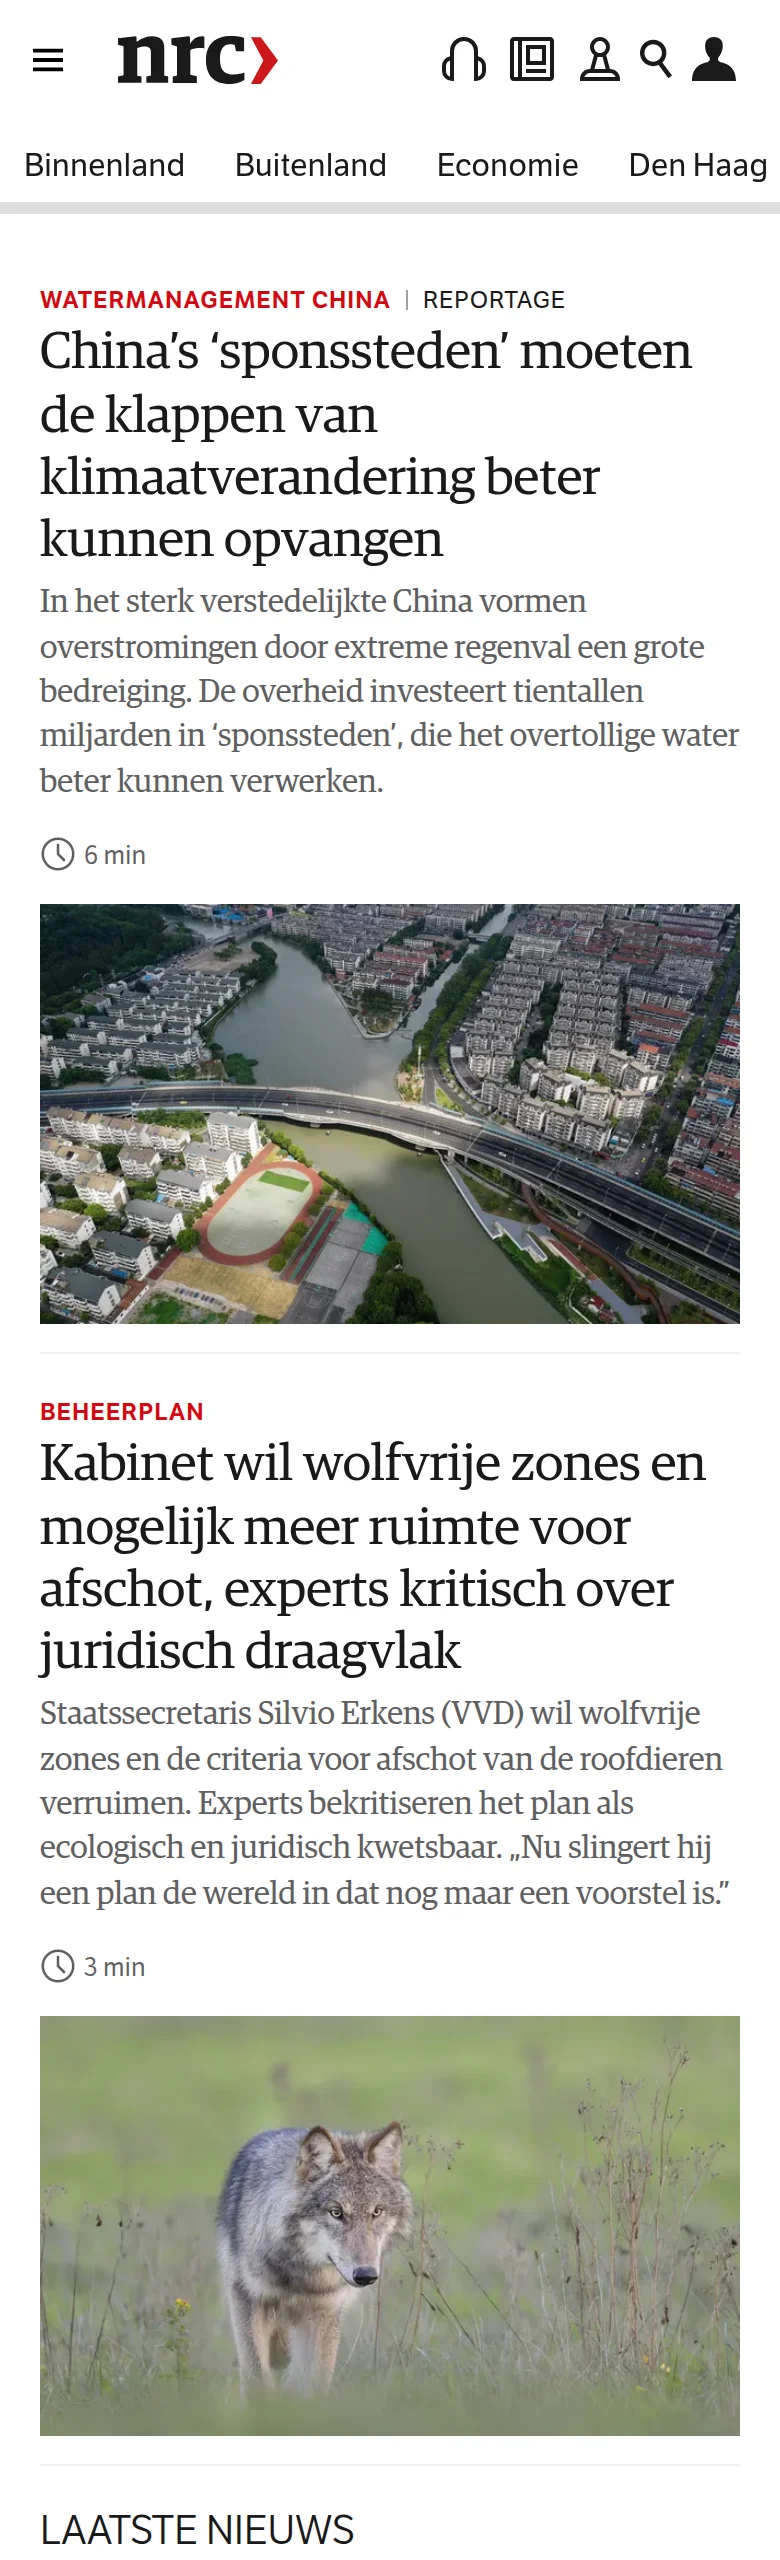 nrc
Binnenland Buitenland Economie Den Haag
WATERMANAGEMENT CHINA | REPORTAGE
China’s ‘sponssteden’ moeten
de klappen van
klimaatverandering beter
kunnen opvangen
In het sterk verstedelijkte China vormen
overstromingen door extreme regenval een grote
bedreiging. De overheid investeert tientallen
miljarden in ‘sponssteden’, die het overtollige water
beter kunnen verwerken.
6 min
BEHEERPLAN
Kabinet wil wolfvrije zones en
mogelijk meer ruimte voor
afschot, experts kritisch over
juridisch draagvlak
Staatssecretaris Silvio Erkens (VVD) wil wolfvrije
zones en de criteria voor afschot van de roofdieren
verruimen. Experts bekritiseren het plan als
ecologisch en juridisch kwetsbaar. „Nu slingert hij
een plan de wereld in dat nog maar een voorstel is.”
3 min
LAATSTE NIEUWS